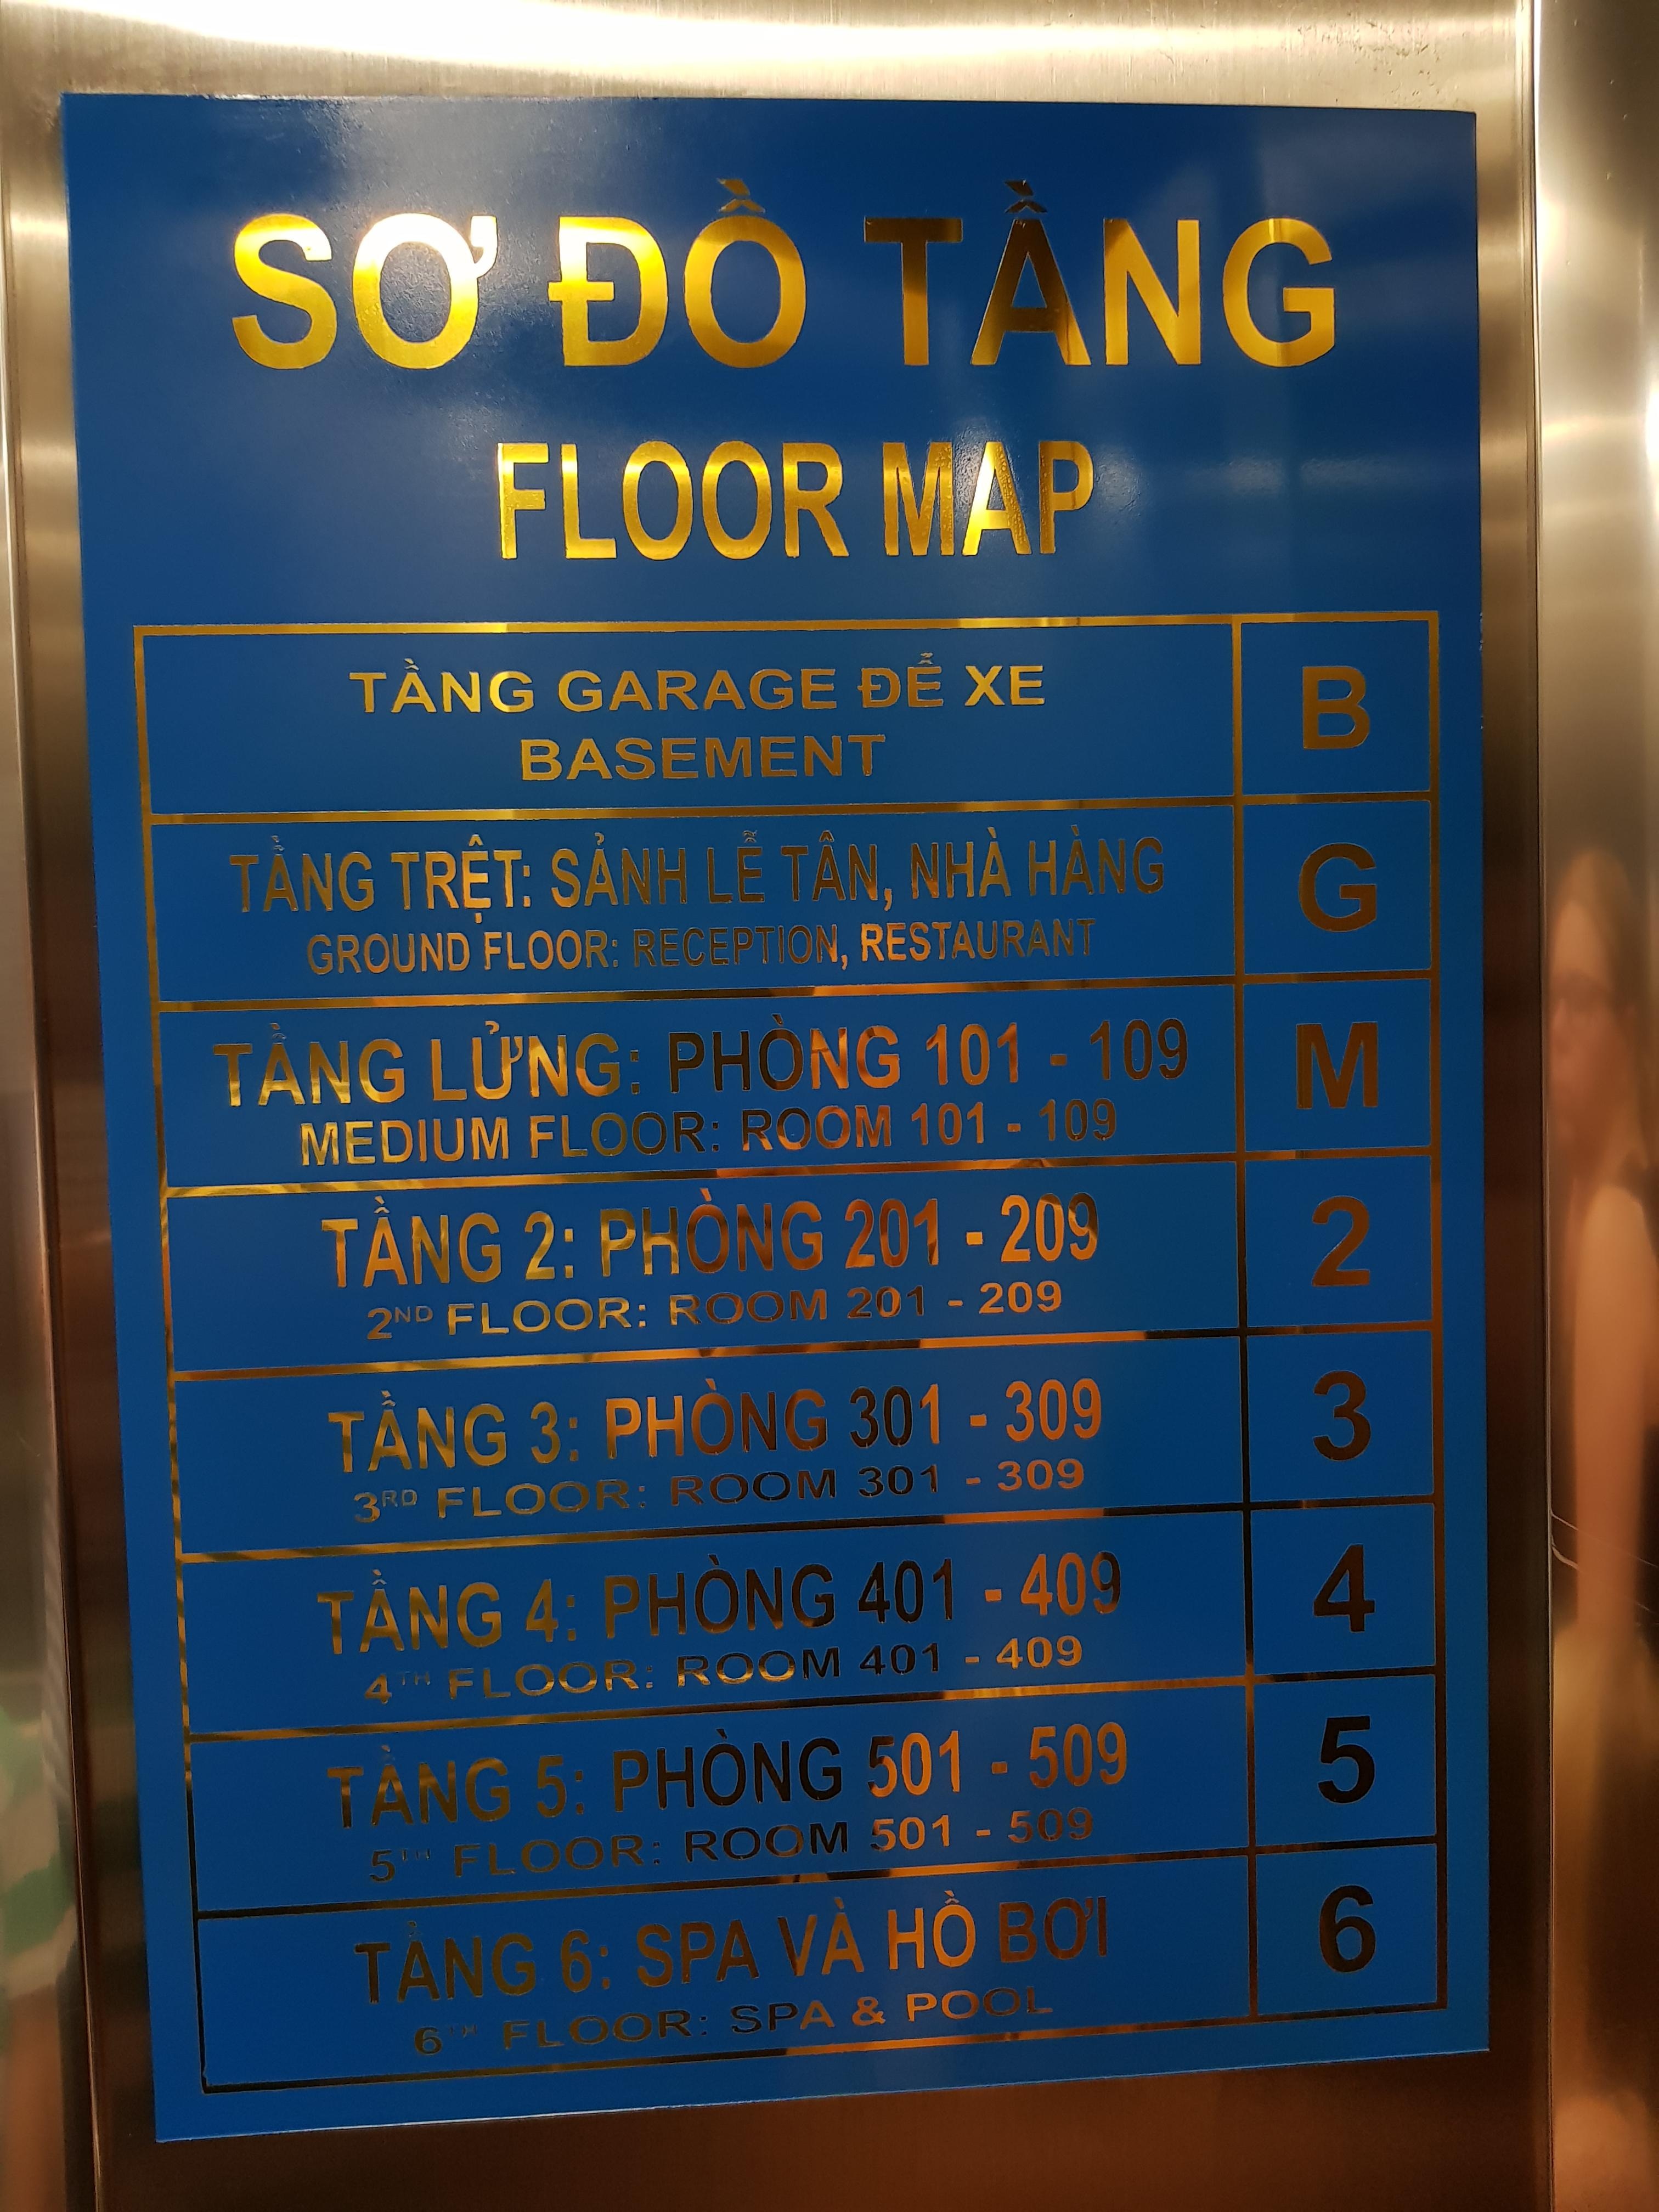 SƠ ĐỒ TẦNG
FLOOR MAP
TẦNG GARAGE ĐỂ XE
BASEMENT
B
TẦNG TRỆT: SẢNH LỄ TÂN, NHÀ HÀNG
GROUND FLOOR: RECEPTION, RESTAURANT
G
TẦNG LỬNG: PHÒNG 101 - 109
MEDIUM FLOOR: ROOM 101 - 109
M
TẦNG 2: PHÒNG 201 - 209
2ND FLOOR: ROOM 201 - 209
2
TẦNG 3: PHÒNG 301 - 309
3RD FLOOR: ROOM 301 - 309
3
TẦNG 4: PHÒNG 401 - 409
4TH FLOOR: ROOM 401 - 409
4
TẦNG 5: PHÒNG 501 - 509
5TH FLOOR: ROOM 501 - 509
5
TẦNG 6: SPA VÀ HỒ BƠI
6TH FLOOR: SPA & POOL
6